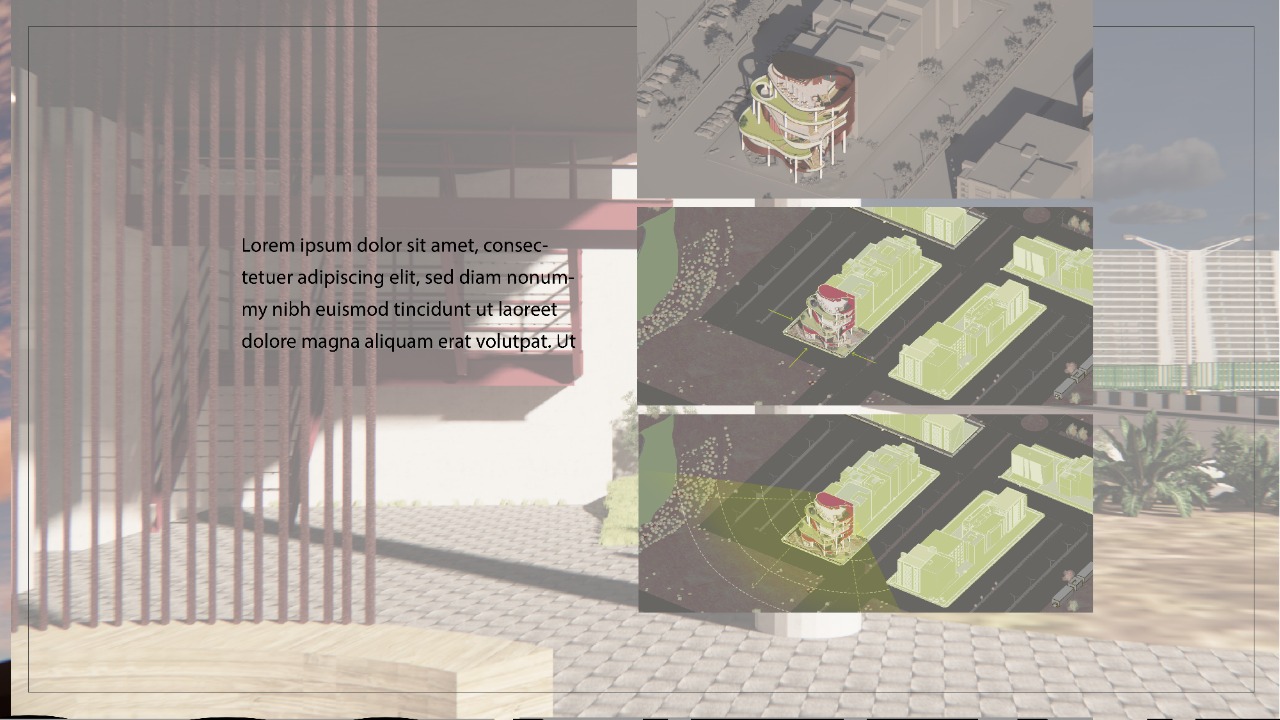 Lorem ipsum dolor sit amet, consec-
tetuer adipiscing elit, sed diam nonum-
my nibh euismod tincidunt ut laoreet
dolore magna aliquam erat volutpat. Ut